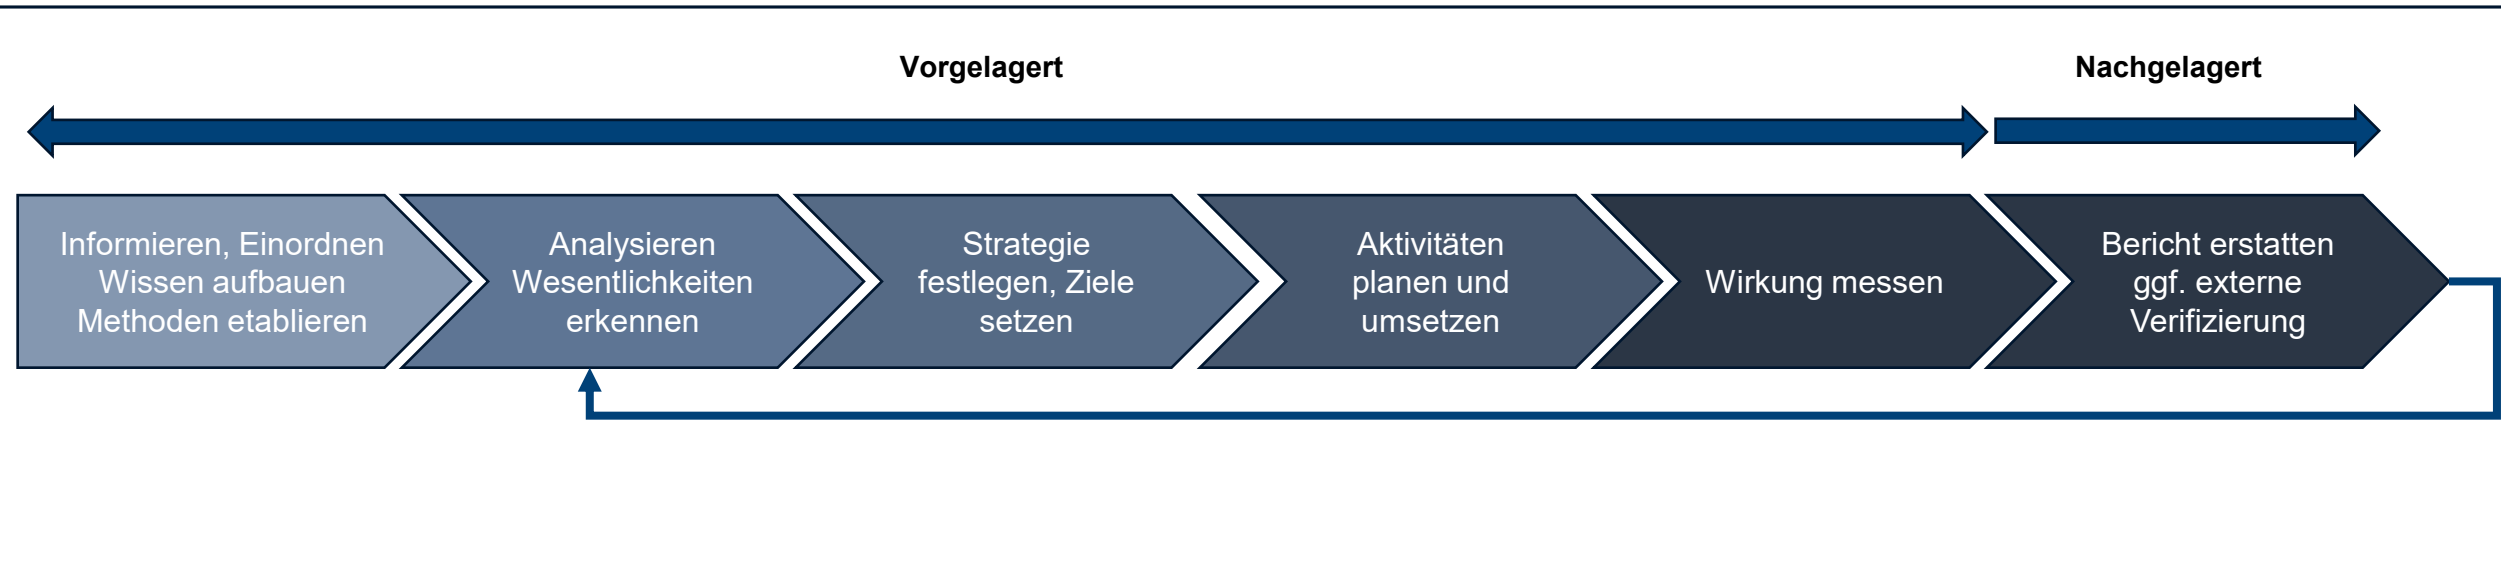 Vorgelagert
Nachgelagert
Informieren, Einordnen
Wissen aufbauen
Methoden etablieren
Analysieren
Wesentlichkeiten
erkennen
Strategie
festlegen, Ziele
setzen
Aktivitäten
planen und
umsetzen
Wirkung messen
Bericht erstatten
ggf. externe
Verifizierung